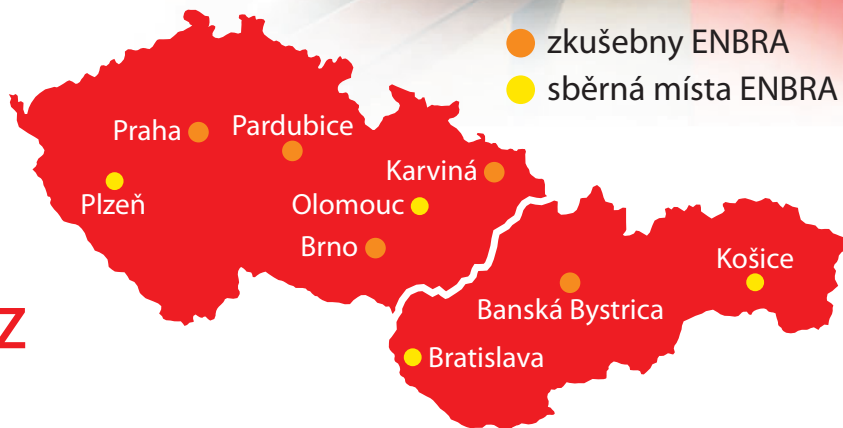 zkušebny ENBRA
sběrná místa ENBRA
Praha
Pardubice
Karviná
Plzeň
Olomouc
Brno
Košice
Banská Bystrica
Bratislava
z